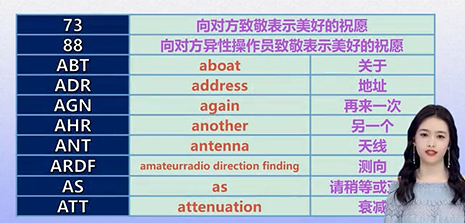 73 向对方致敬表示美好的祝愿
88 向对方异性操作员致敬表示美好的祝愿
ABT aboat 关于
ADR address 地址
AGN again 再来一次
AHR another 另一个
ANT antenna 天线
ARDF amateurradio direction finding 测向
AS as 请稍等或
ATT attenuation 衰减